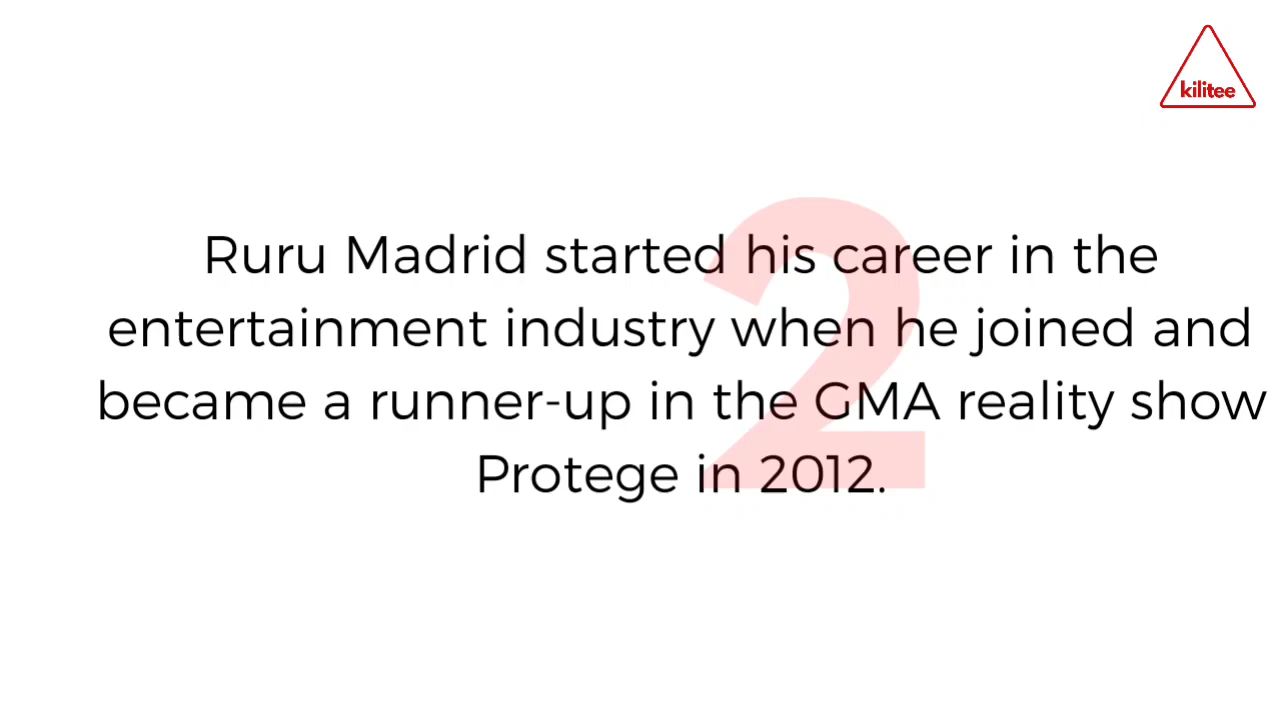 kilitee
2
Ruru Madrid started his career in the
entertainment industry when he joined and
became a runner-up in the GMA reality show
Protege in 2012.